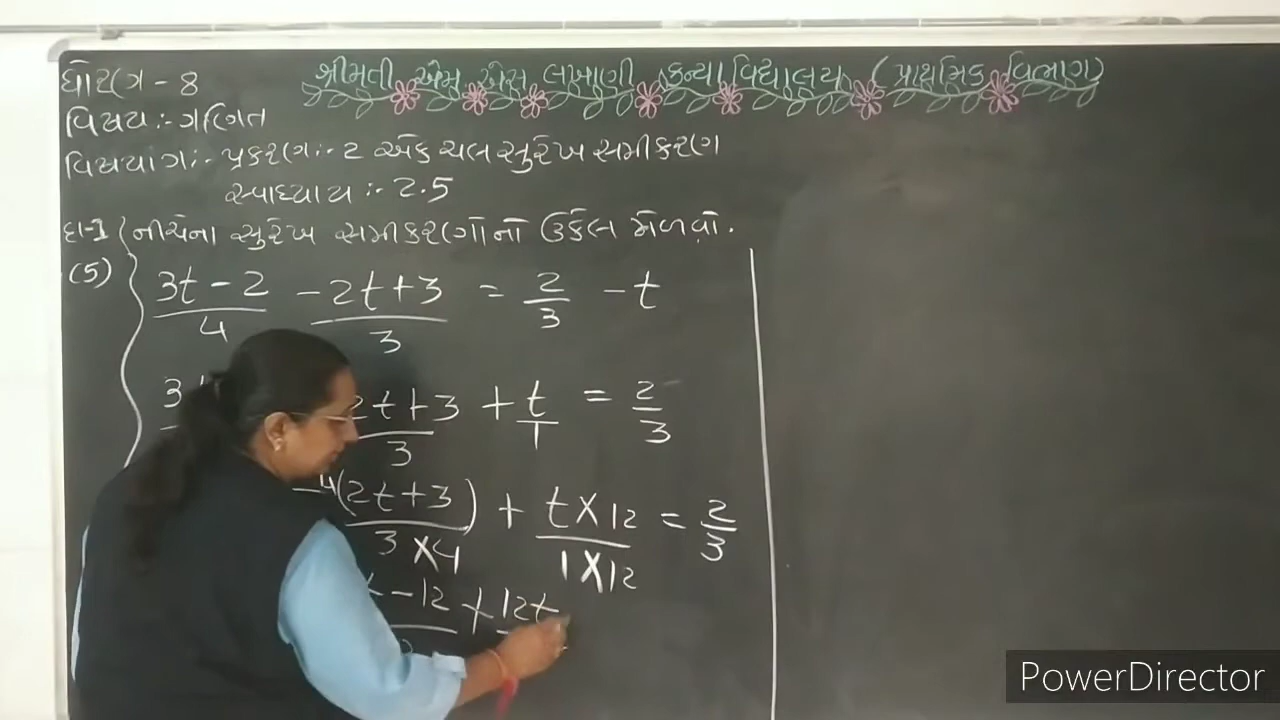 શ્રીમતી એમ એસ લખાણી કન્યા વિદ્યાલય (પ્રાથમિક વિભાગ)
ધોરણ - 8
વિષય :- ગણિત
વિષયાંગ :- પ્રકરણ :- 2 એક ચલ સુરેખ સમીકરણ
સ્વાધ્યાય :- 2.5
દા-1 નીચેના સુરેખ સમીકરણોનો ઉકેલ મેળવો.
(5) (3t - 2)/4 - (2t + 3)/3 = 2/3 - t
3 2t + 3/3 + t/1 = 2/3
- 4(2t + 3)/(3 × 4) + (t × 12)/(1 × 12) = 2/3
- 12 + 12t
PowerDirector